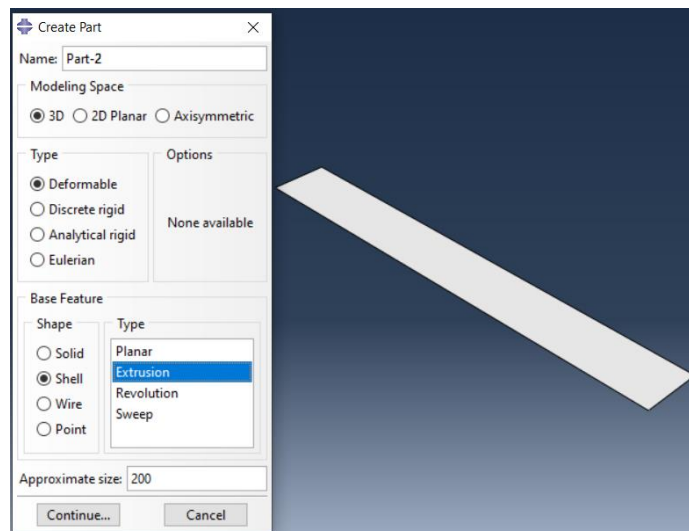 Create Part
Name: Part-2
Modeling Space
3D 2D Planar Axisymmetric
Type
Deformable
Discrete rigid
Analytical rigid
Eulerian
Options
None available
Base Feature
Shape
Solid
Shell
Wire
Point
Type
Planar
Extrusion
Revolution
Sweep
Approximate size: 200
Continue... Cancel